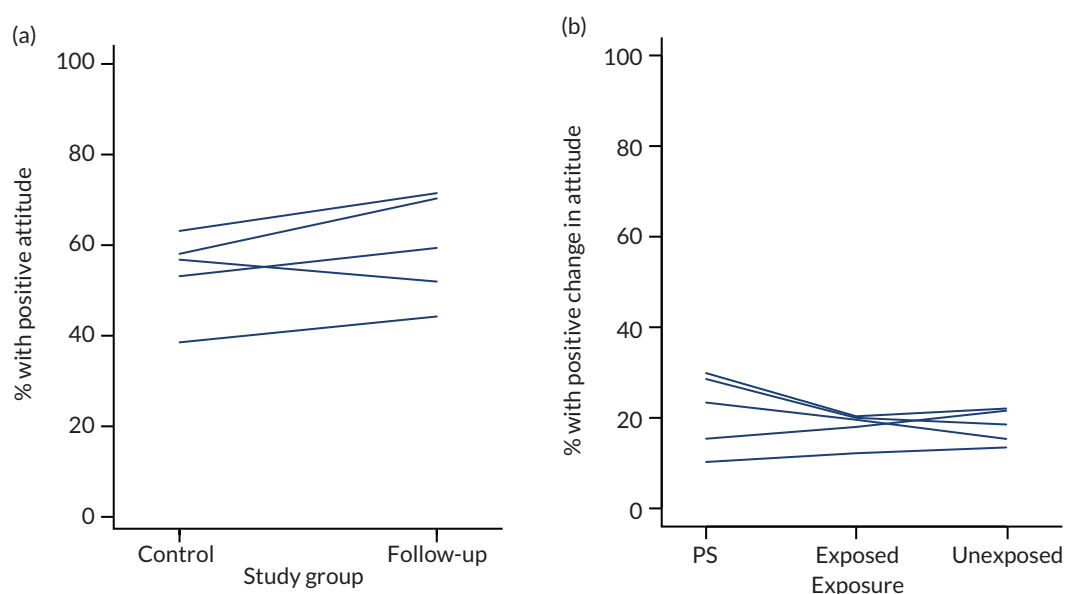 (a)
% with positive attitude
100
80
60
40
20
0
Control
Follow-up
Study group
(b)
% with positive change in attitude
100
80
60
40
20
0
PS
Exposed
Unexposed
Exposure